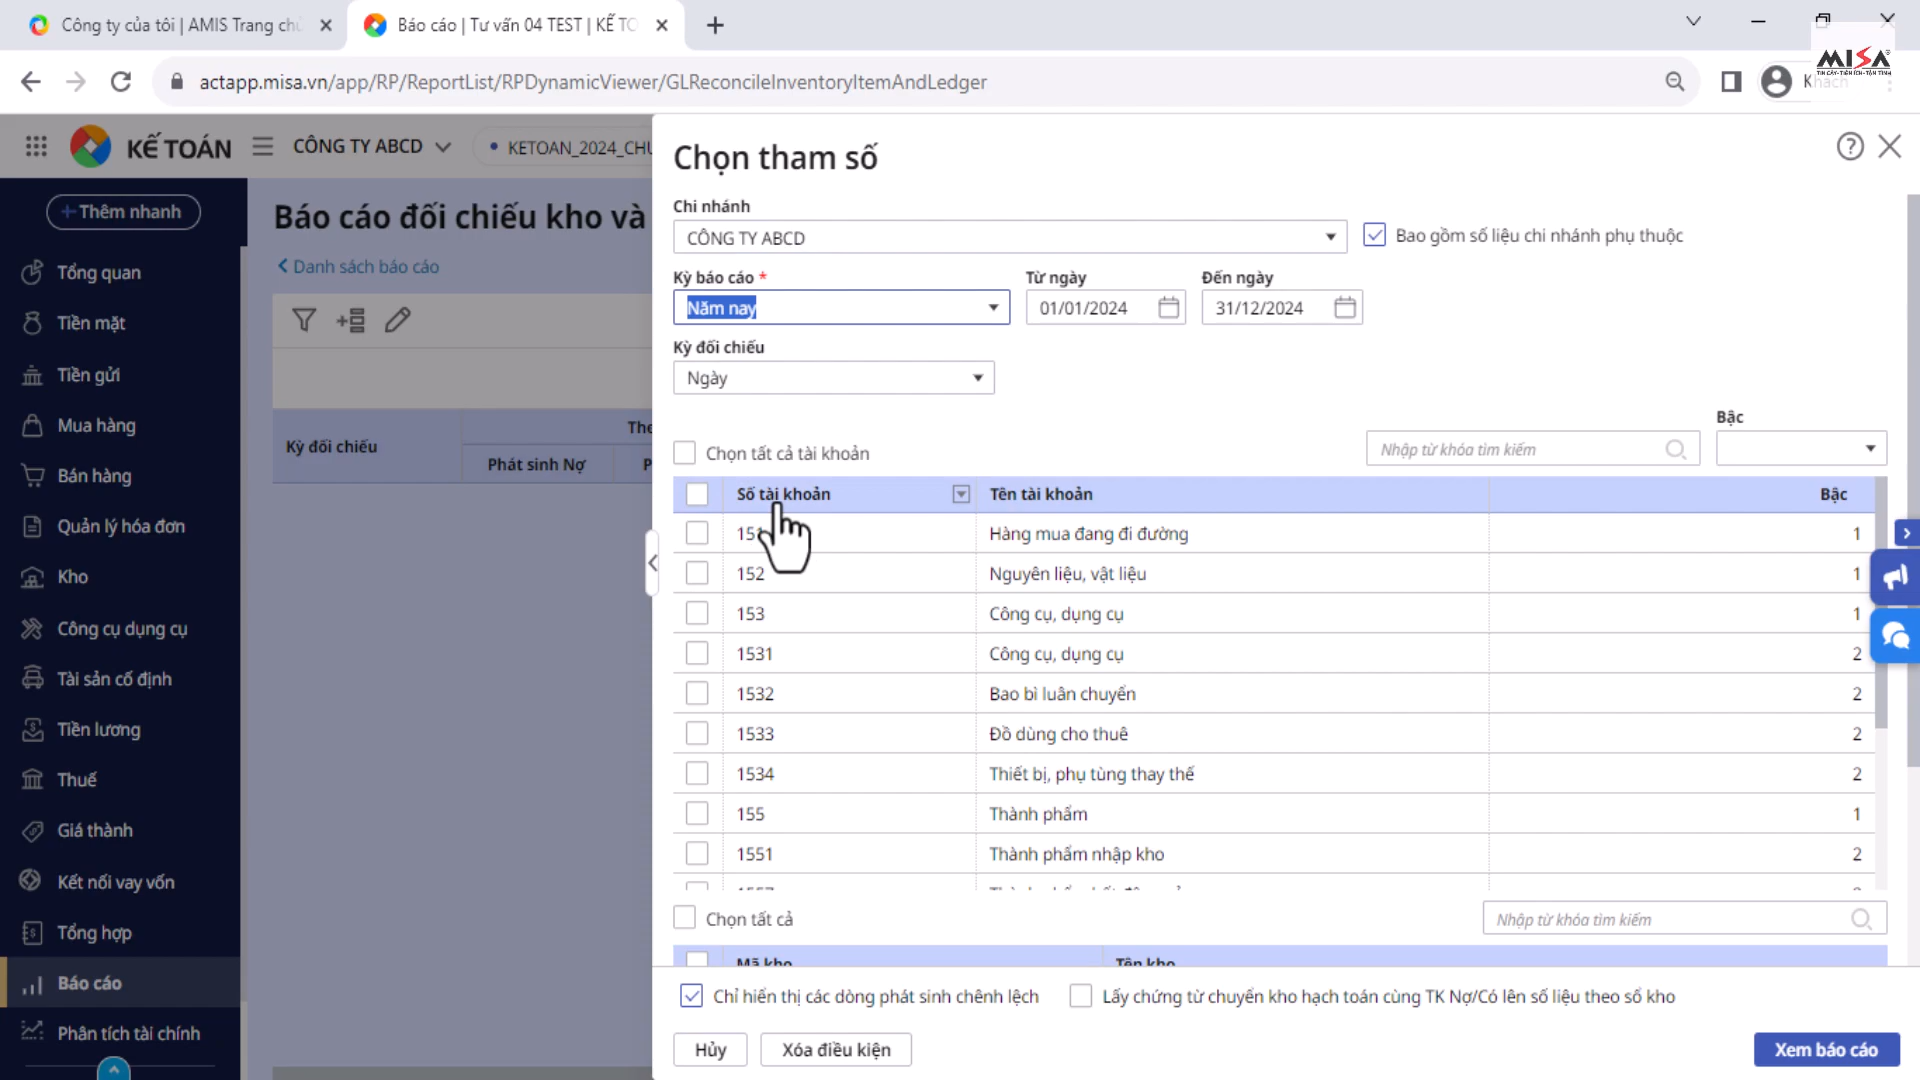 Công ty của tôi | AMIS Trang ch
Báo cáo | Tư vấn 04 TEST | KẾ TO
actapp.misa.vn/app/RP/ReportList/RPDynamicViewer/GLReconcileInventoryItemAndLedger
Khách
MISA
TIN CẬY-TIỆN ÍCH-TẬN TÌNH
KẾ TOÁN
CÔNG TY ABCD
KETOAN_2024_CHU
+ Thêm nhanh
Tổng quan
Tiền mặt
Tiền gửi
Mua hàng
Bán hàng
Quản lý hóa đơn
Kho
Công cụ dụng cụ
Tài sản cố định
Tiền lương
Thuế
Giá thành
Kết nối vay vốn
Tổng hợp
Báo cáo
Phân tích tài chính
Báo cáo đối chiếu kho và
Danh sách báo cáo
Kỳ đối chiếu
The
Phát sinh Nợ
P
Chọn tham số
Chi nhánh
CÔNG TY ABCD
Bao gồm số liệu chi nhánh phụ thuộc
Kỳ báo cáo *
Từ ngày
Đến ngày
Năm nay
01/01/2024
31/12/2024
Kỳ đối chiếu
Ngày
Bậc
Chọn tất cả tài khoản
Nhập từ khóa tìm kiếm
Số tài khoản
Tên tài khoản
Bậc
151
Hàng mua đang đi đường
1
152
Nguyên liệu, vật liệu
1
153
Công cụ, dụng cụ
1
1531
Công cụ, dụng cụ
2
1532
Bao bì luân chuyển
2
1533
Đồ dùng cho thuê
2
1534
Thiết bị, phụ tùng thay thế
2
155
Thành phẩm
1
1551
Thành phẩm nhập kho
2
Chọn tất cả
Nhập từ khóa tìm kiếm
Mã kho
Tên kho
Chỉ hiển thị các dòng phát sinh chênh lệch
Lấy chứng từ chuyển kho hạch toán cùng TK Nợ/Có lên số liệu theo sổ kho
Hủy
Xóa điều kiện
Xem báo cáo